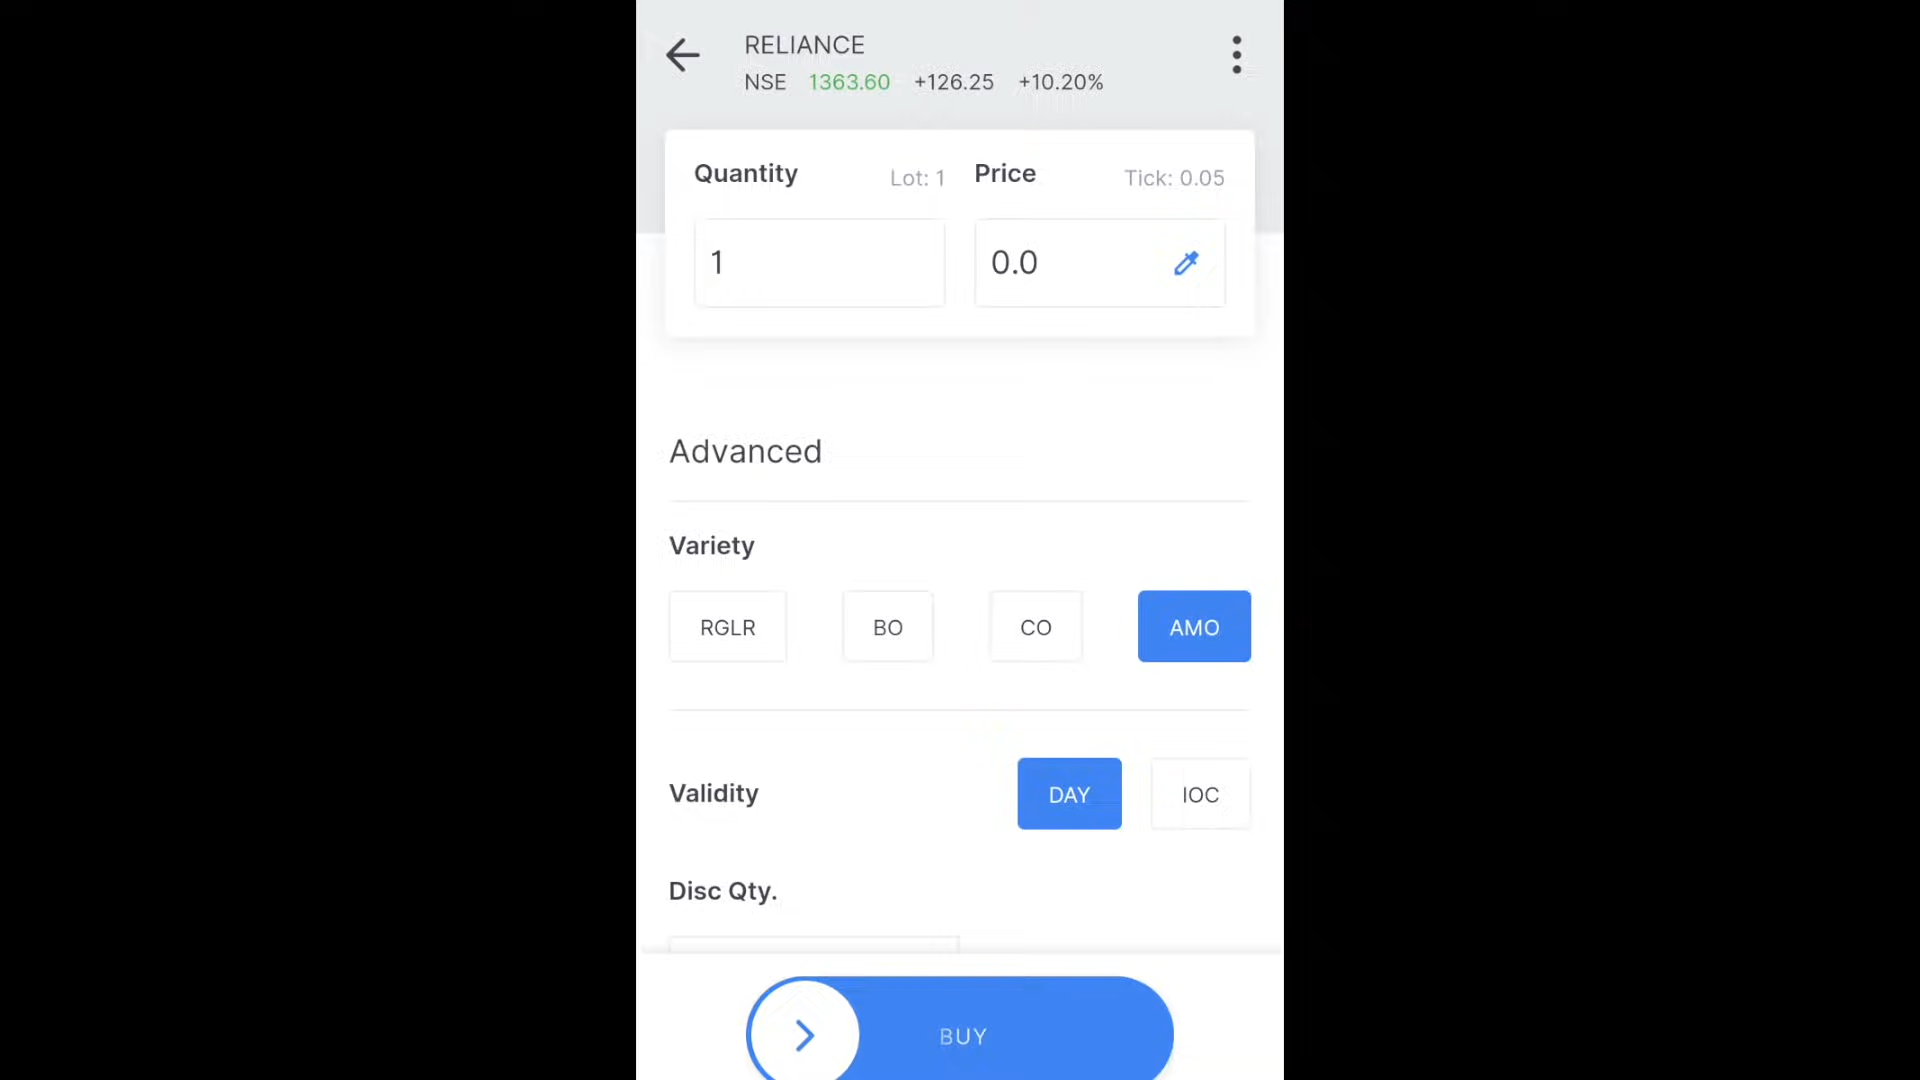 RELIANCE
NSE 1363.60 +126.25 +10.20%
Quantity Lot: 1 Price Tick: 0.05
1 0.0
Advanced
Variety
RGLR BO CO AMO
Validity DAY IOC
Disc Qty.
BUY